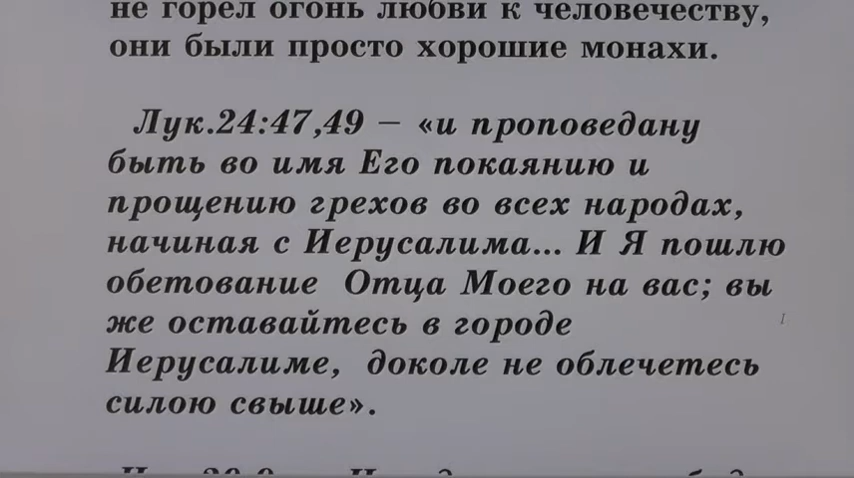 не горел огонь любви к человечеству,
они были просто хорошие монахи.
Лук.24:47,49 – «и проповедану
быть во имя Его покаянию и
прощению грехов во всех народах,
начиная с Иерусалима... И Я пошлю
обетование Отца Моего на вас; вы
же оставайтесь в городе
Иерусалиме, доколе не облечетесь
силою свыше».